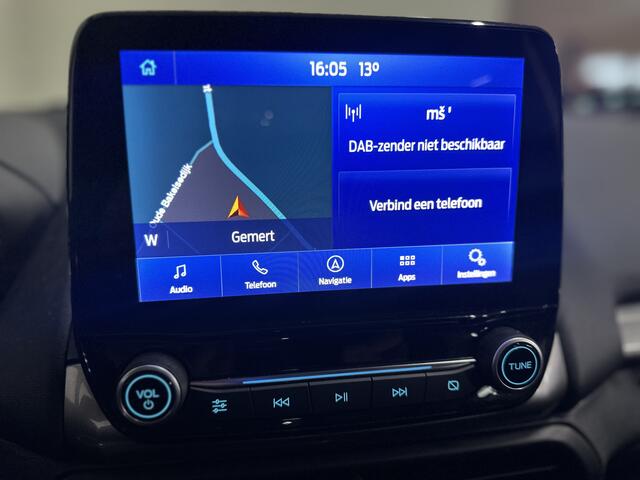 16:05 13º
mš '
DAB-zender niet beschikbaar
Oude Bakelsedijk
Verbind een telefoon
W
Gemert
Audio
Telefoon
Navigatie
Apps
Instellingen
VOL
TUNE